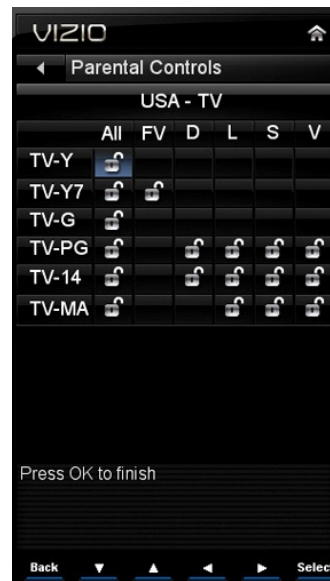 VIZIO
Parental Controls
USA - TV
All FV D L S V
TV-Y
TV-Y7
TV-G
TV-PG
TV-14
TV-MA
Press OK to finish
Back Selec